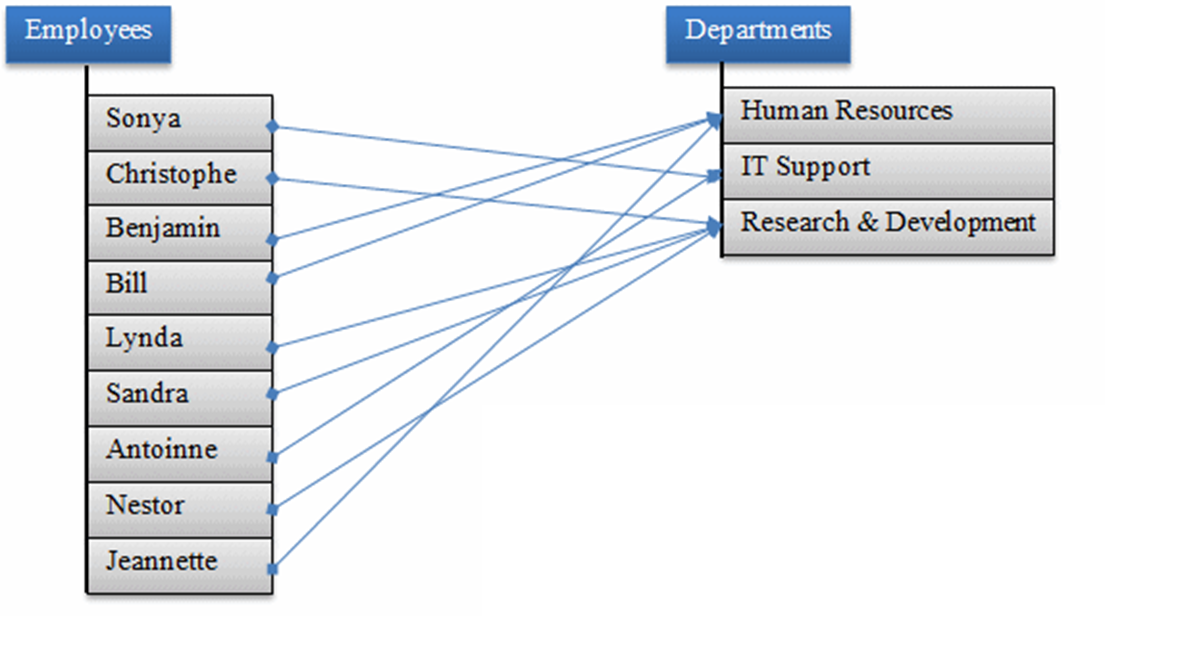 Employees
Departments
Sonya
Christophe
Benjamin
Bill
Lynda
Sandra
Antoinne
Nestor
Jeannette
Human Resources
IT Support
Research & Development